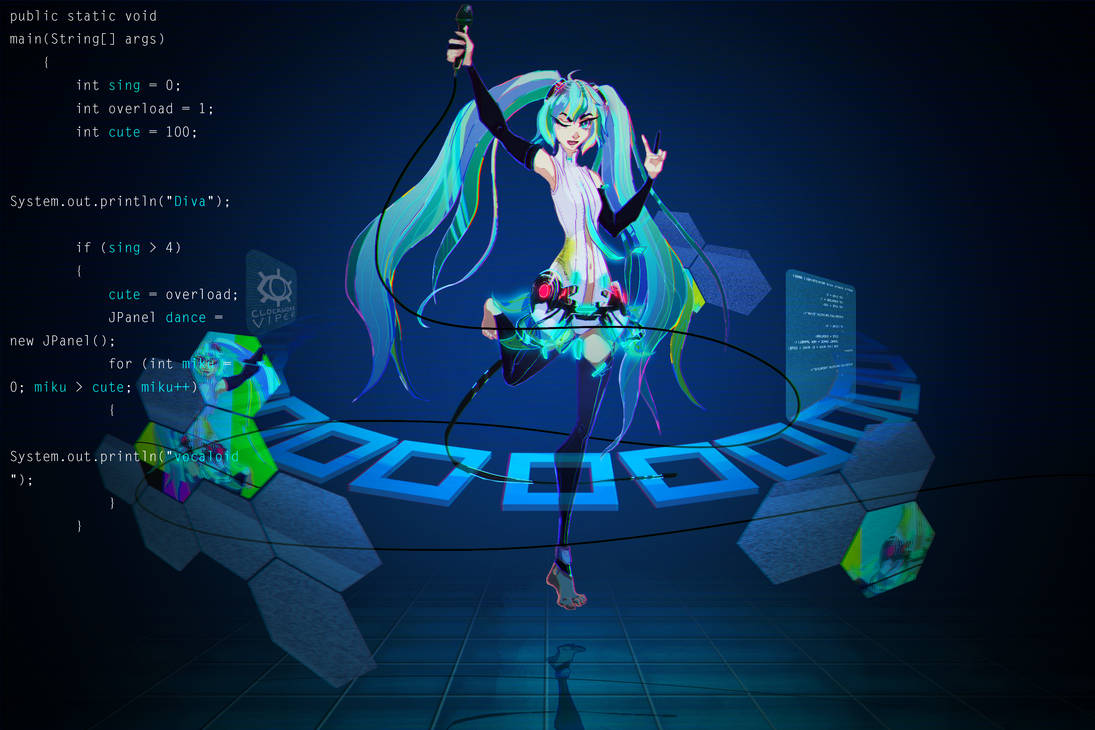 public static void
main(String[] args)
{
int sing = 0;
int overload = 1;
int cute = 100;
System.out.println("Diva");
if (sing > 4)
{
cute = overload;
JPanel dance =
new JPanel();
for (int miku =
0; miku > cute; miku++)
{
System.out.println("vocaloid
");
}
}
CLOCKWORK
VIPER